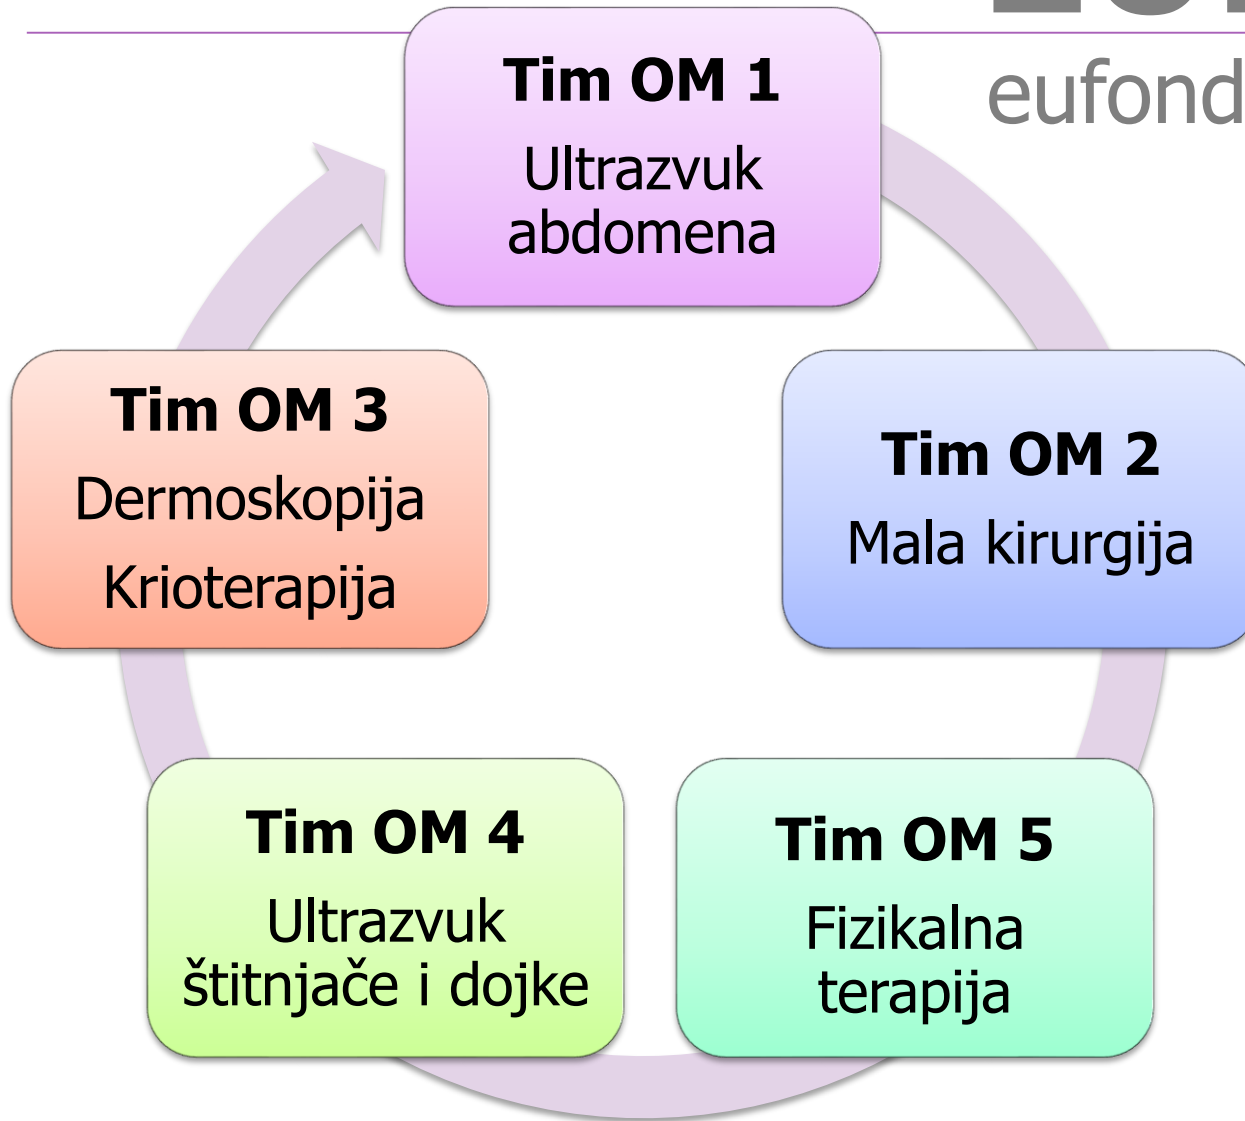 eufond
Tim OM 1
Ultrazvuk
abdomena
Tim OM 2
Mala kirurgija
Tim OM 5
Fizikalna
terapija
Tim OM 4
Ultrazvuk
štitnjače i dojke
Tim OM 3
Dermoskopija
Krioterapija